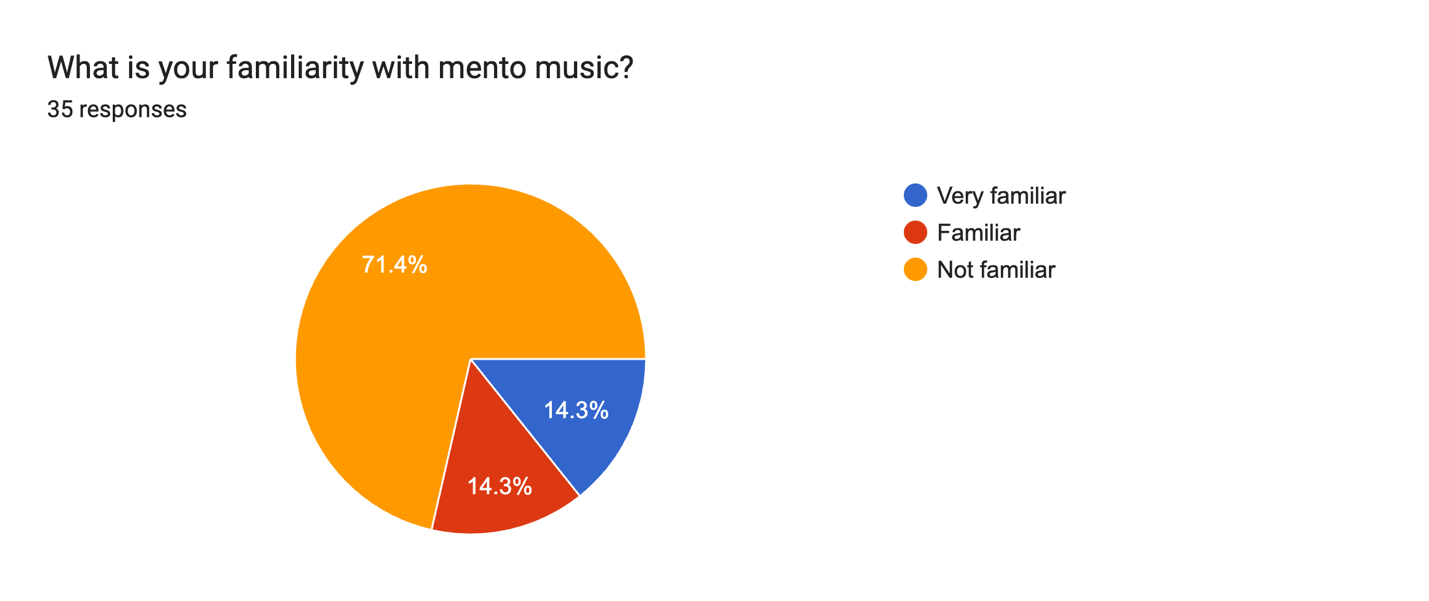 What is your familiarity with mento music?
35 responses
71.4%
14.3%
14.3%
Very familiar
Familiar
Not familiar